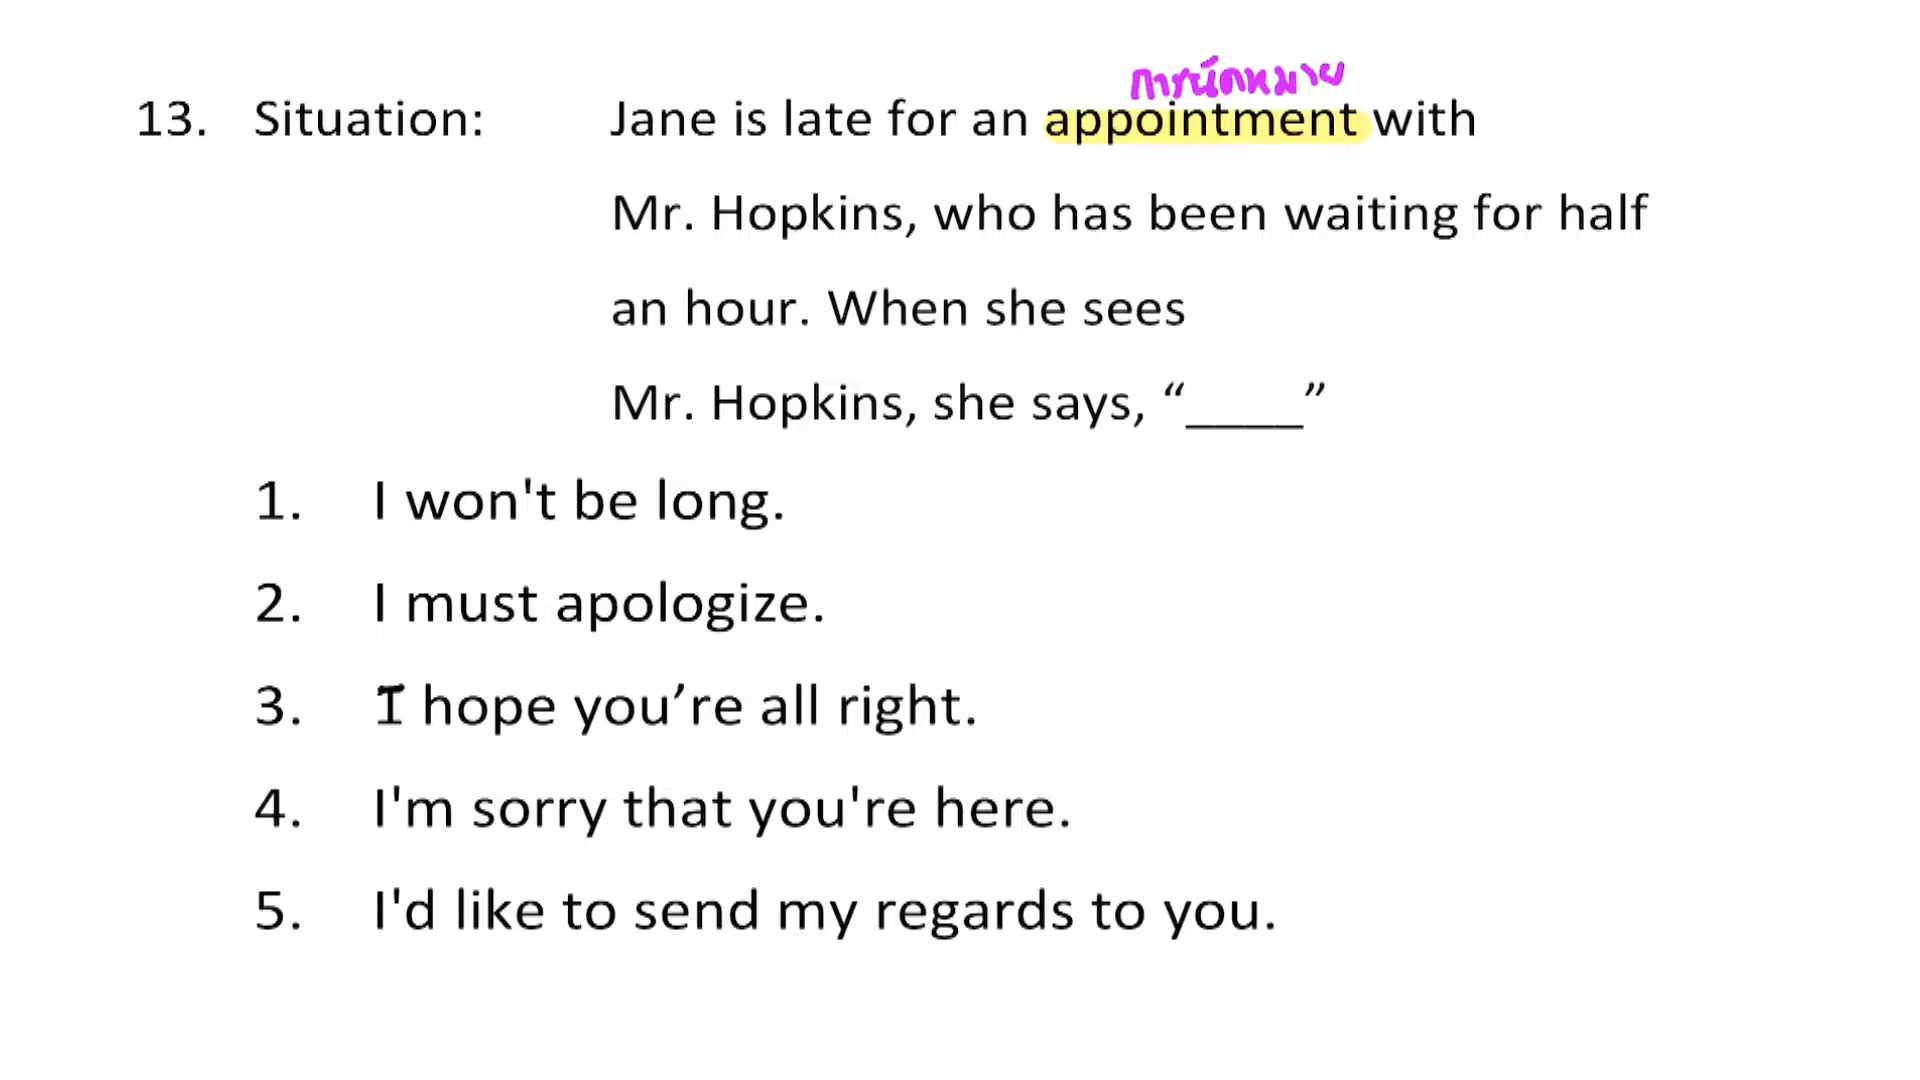 การนัดหมาย
13. Situation: Jane is late for an appointment with
Mr. Hopkins, who has been waiting for half
an hour. When she sees
Mr. Hopkins, she says, “____”
1. I won't be long.
2. I must apologize.
3. I hope you’re all right.
4. I'm sorry that you're here.
5. I'd like to send my regards to you.